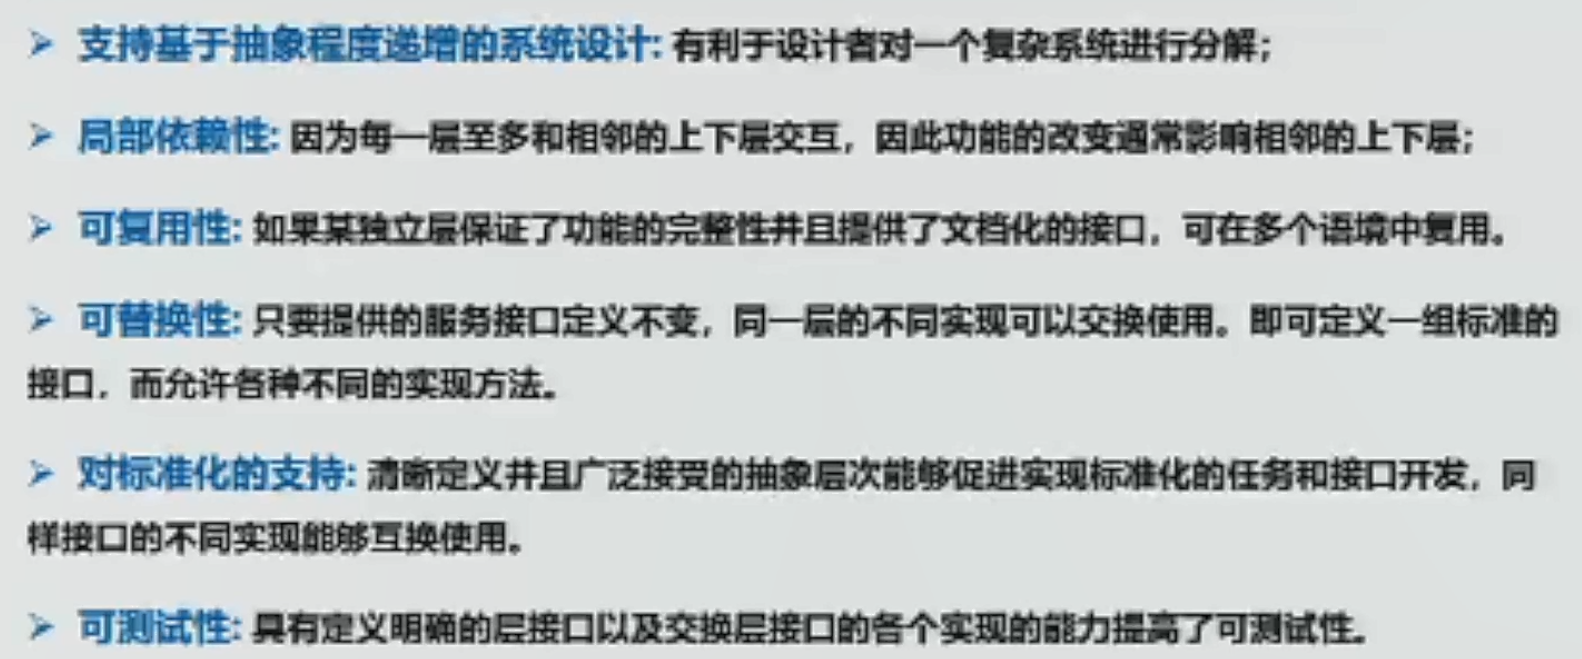 ➤ 支持基于抽象程度递增的系统设计: 有利于设计者对一个复杂系统进行分解;
➤ 局部依赖性: 因为每一层至多和相邻的上下层交互，因此功能的改变通常影响相邻的上下层;
➤ 可复用性: 如果某独立层保证了功能的完整性并且提供了文档化的接口，可在多个语境中复用。
➤ 可替换性: 只要提供的服务接口定义不变，同一层的不同实现可以交换使用。即可定义一组标准的
接口，而允许各种不同的实现方法。
➤ 对标准化的支持: 清晰定义并且广泛接受的抽象层次能够促进实现标准化的任务和接口开发，同
样接口的不同实现能够互换使用。
➤ 可测试性: 具有定义明确的层接口以及交换层接口的各个实现的能力提高了可测试性。